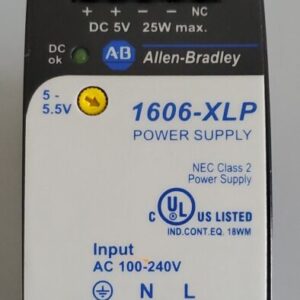 + + − − NC
DC 5V 25W max.
DC ok
A-B Allen-Bradley
5 - 5.5V
1606-XLP
POWER SUPPLY
NEC Class 2
Power Supply
C UL US LISTED
IND.CONT.EQ. 18WM
Input
AC 100-240V
N L